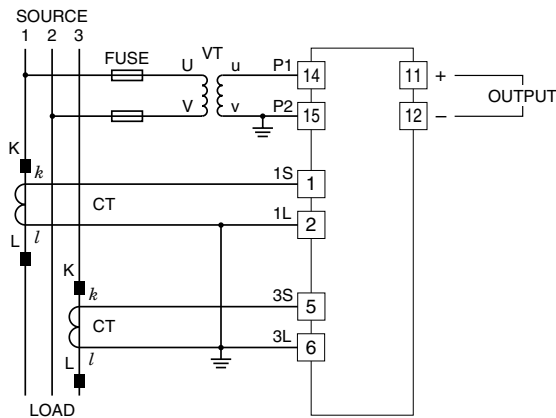 SOURCE
1 2 3
FUSE
VT
U u P1 14 11 +
OUTPUT
V v P2 15 12 −
K
k
1S 1
CT
1L 2
L l
K
k
3S 5
CT
3L 6
L l
LOAD